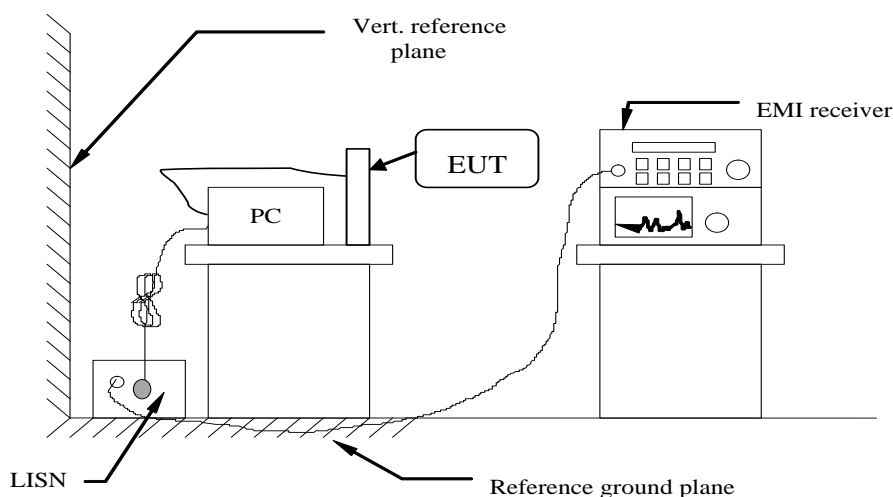 Vert. reference
plane
EMI receiver
EUT
PC
LISN
Reference ground plane